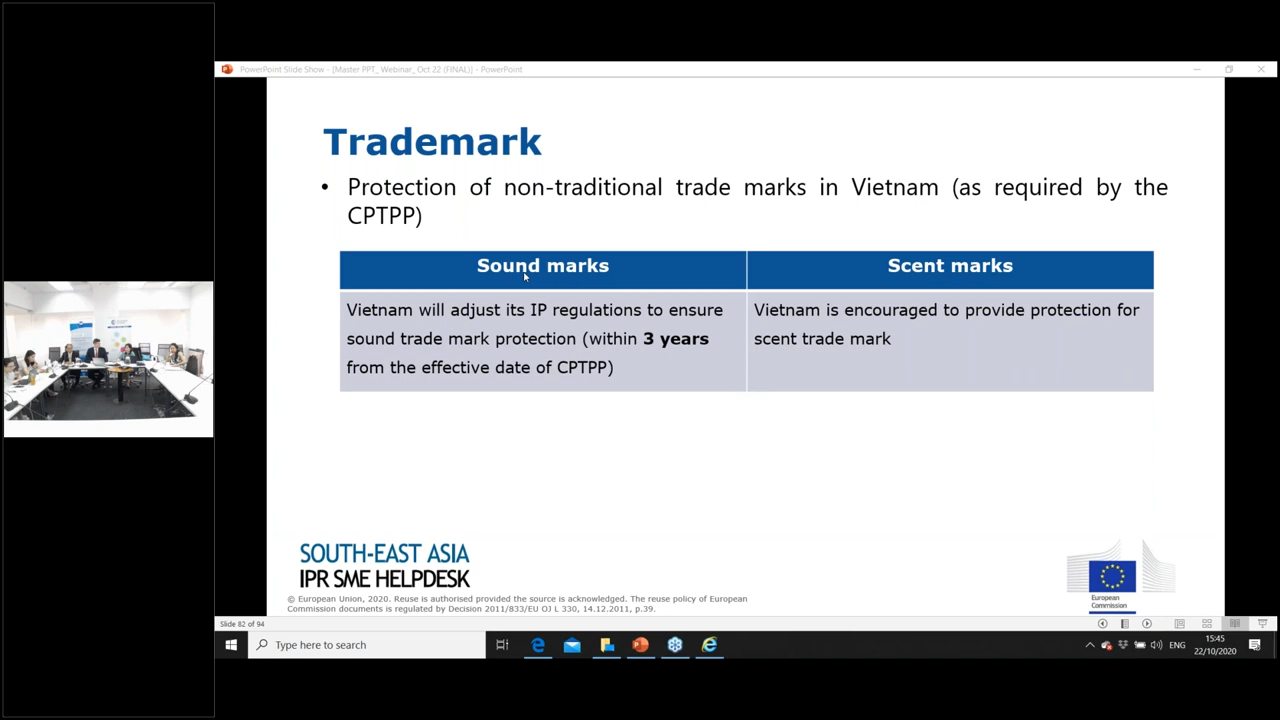 PowerPoint Slide Show - [Master PPT_ Webinar_ Oct 22 (FINAL)] - PowerPoint
Trademark
• Protection of non-traditional trade marks in Vietnam (as required by the
CPTPP)
Sound marks
Scent marks
Vietnam will adjust its IP regulations to ensure
sound trade mark protection (within 3 years
from the effective date of CPTPP)
Vietnam is encouraged to provide protection for
scent trade mark
SOUTH-EAST ASIA
IPR SME HELPDESK
© European Union, 2020. Reuse is authorised provided the source is acknowledged. The reuse policy of European
Commission documents is regulated by Decision 2011/833/EU OJ L 330, 14.12.2011, p.39.
European
Commission
Slide 82 of 94
Type here to search
ENG
15:45
22/10/2020